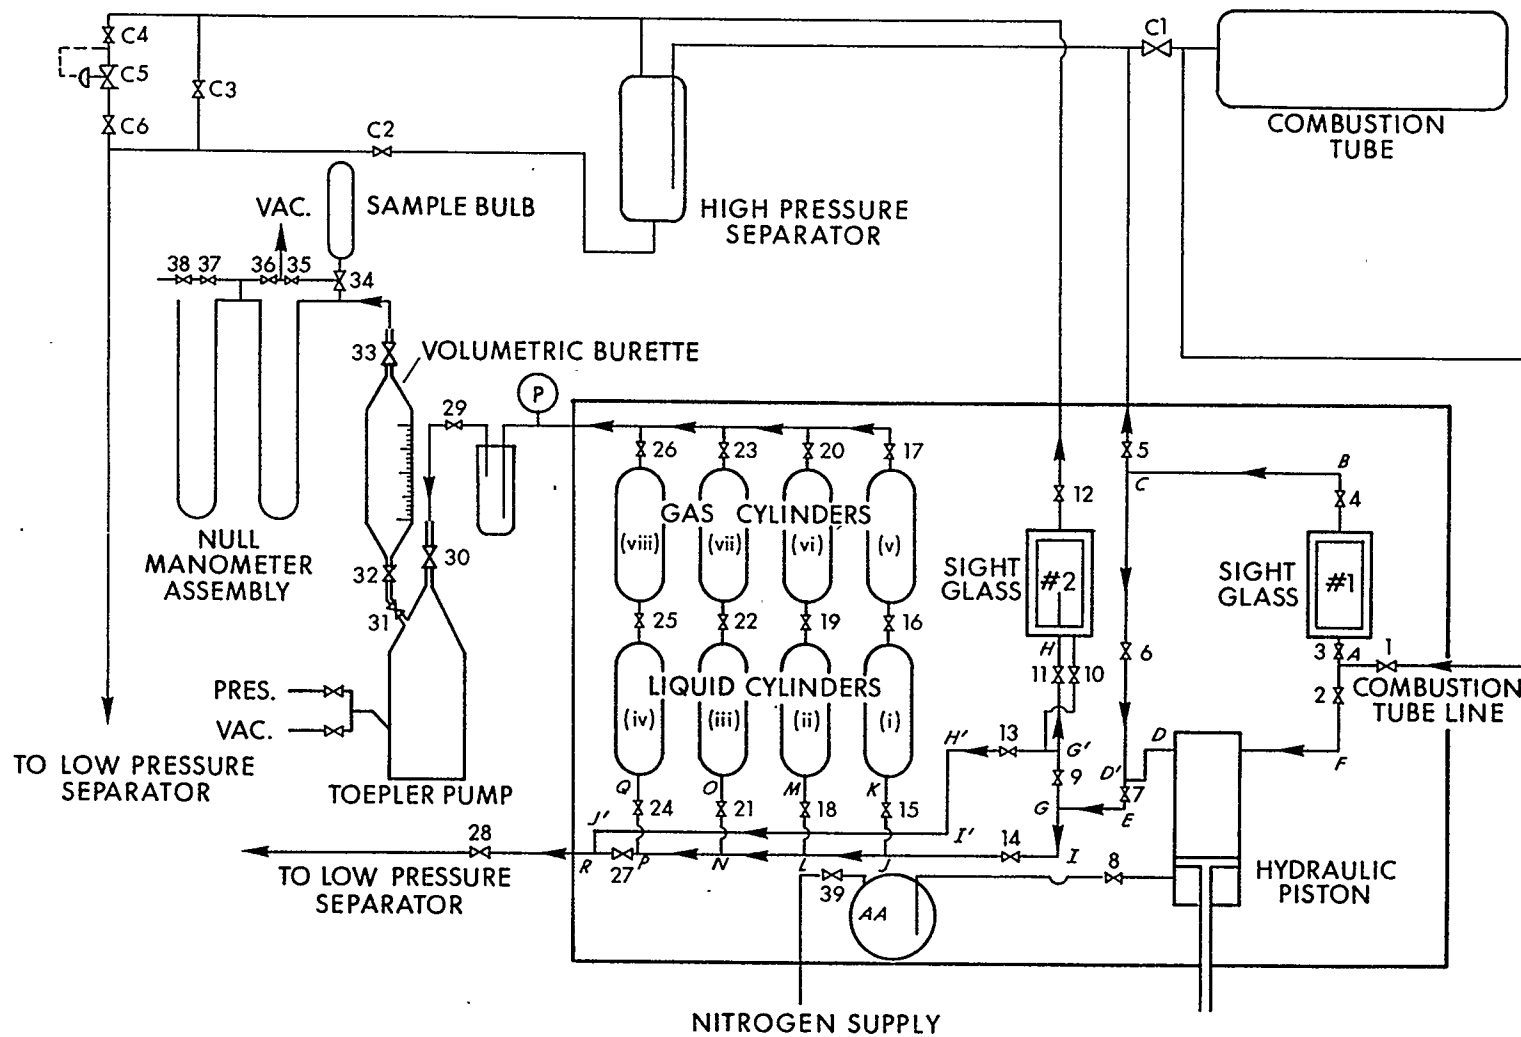 C4
C5
C3
C6
C2
C1
COMBUSTION
TUBE
HIGH PRESSURE
SEPARATOR
SAMPLE BULB
VAC.
38 37 36 35
34
33
VOLUMETRIC BURETTE
P
29
NULL
MANOMETER
ASSEMBLY
32
31
30
PRES.
VAC.
TOEPLER PUMP
TO LOW PRESSURE
SEPARATOR
26 23 20 17
GAS CYLINDERS
(viii) (vii) (vi) (v)
25 22 19 16
LIQUID CYLINDERS
(iv) (iii) (ii) (i)
Q O M K
24 21 18 15
5
B
C
4
12
SIGHT
GLASS
#2
SIGHT
GLASS
#1
H
11 10
6
3 A 1
2
COMBUSTION
TUBE LINE
H' 13
G'
9
D
D'
7
F
G
E
J'
I'
14
I
28
R 27 P N L J
TO LOW PRESSURE
SEPARATOR
39
AA
8
HYDRAULIC
PISTON
NITROGEN SUPPLY